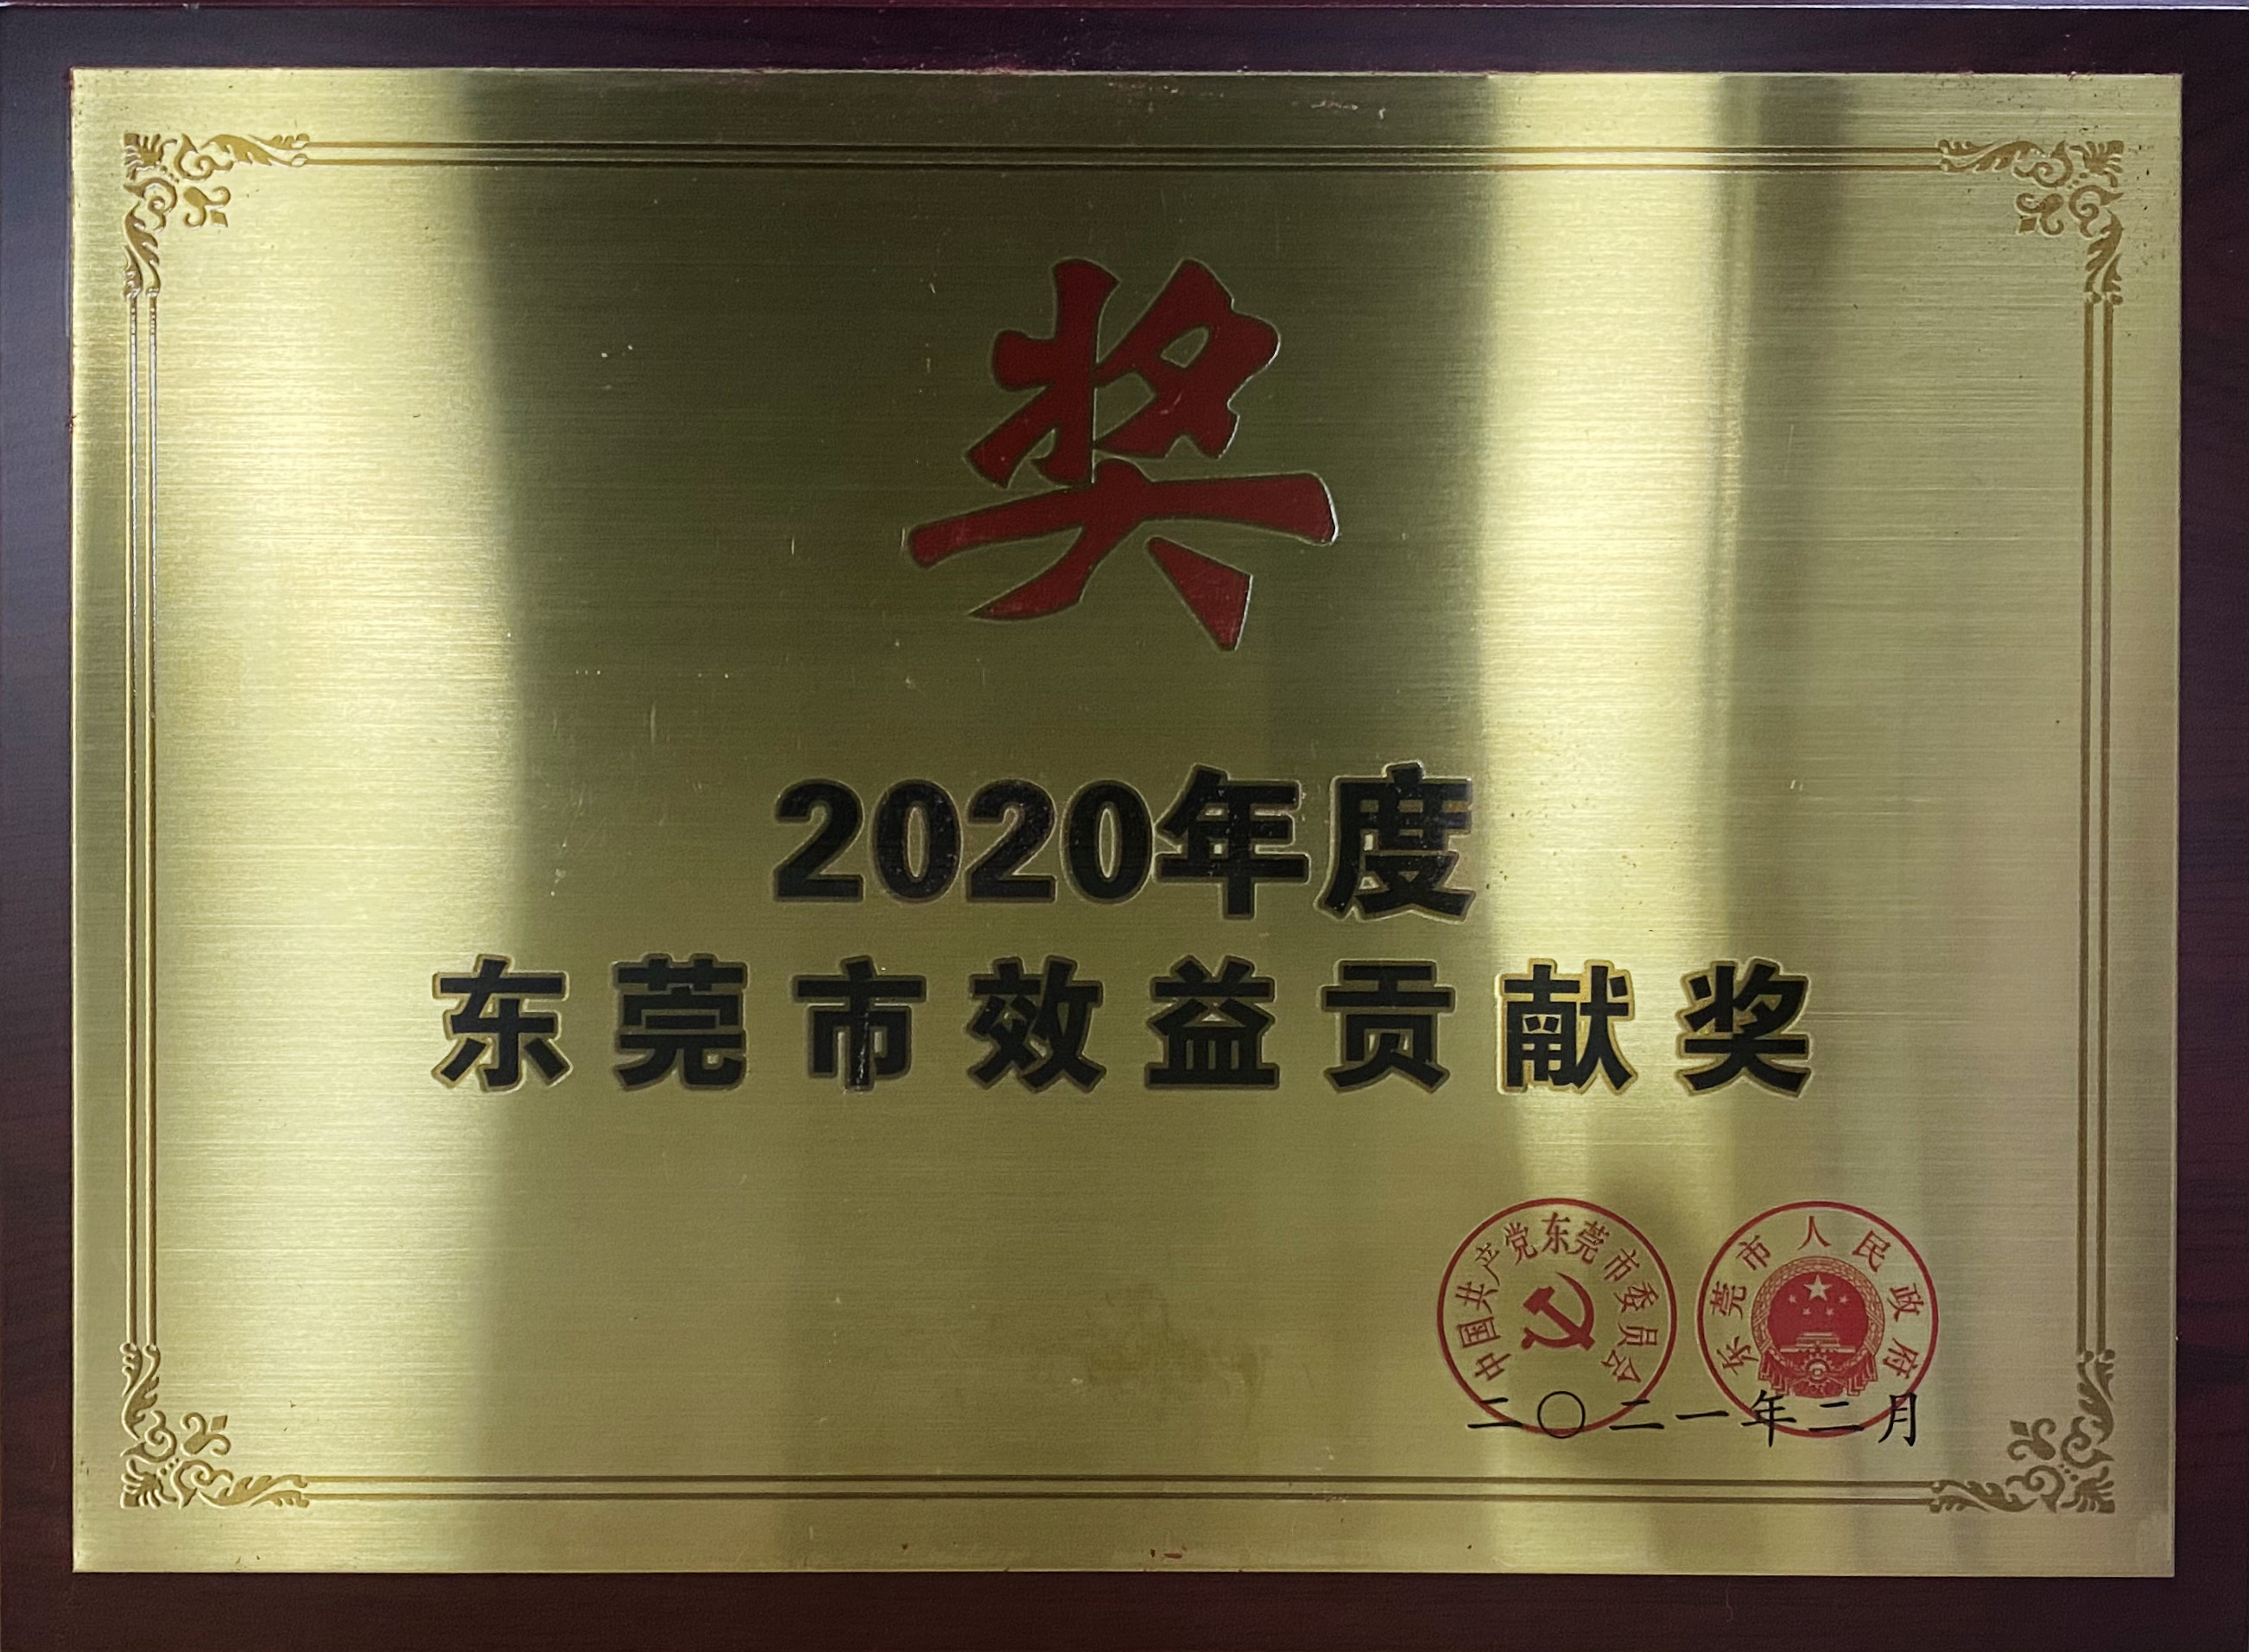 奖
2020年度
东莞市效益贡献奖
中国共产党东莞市委员会
东莞市人民政府
二〇二一年二月